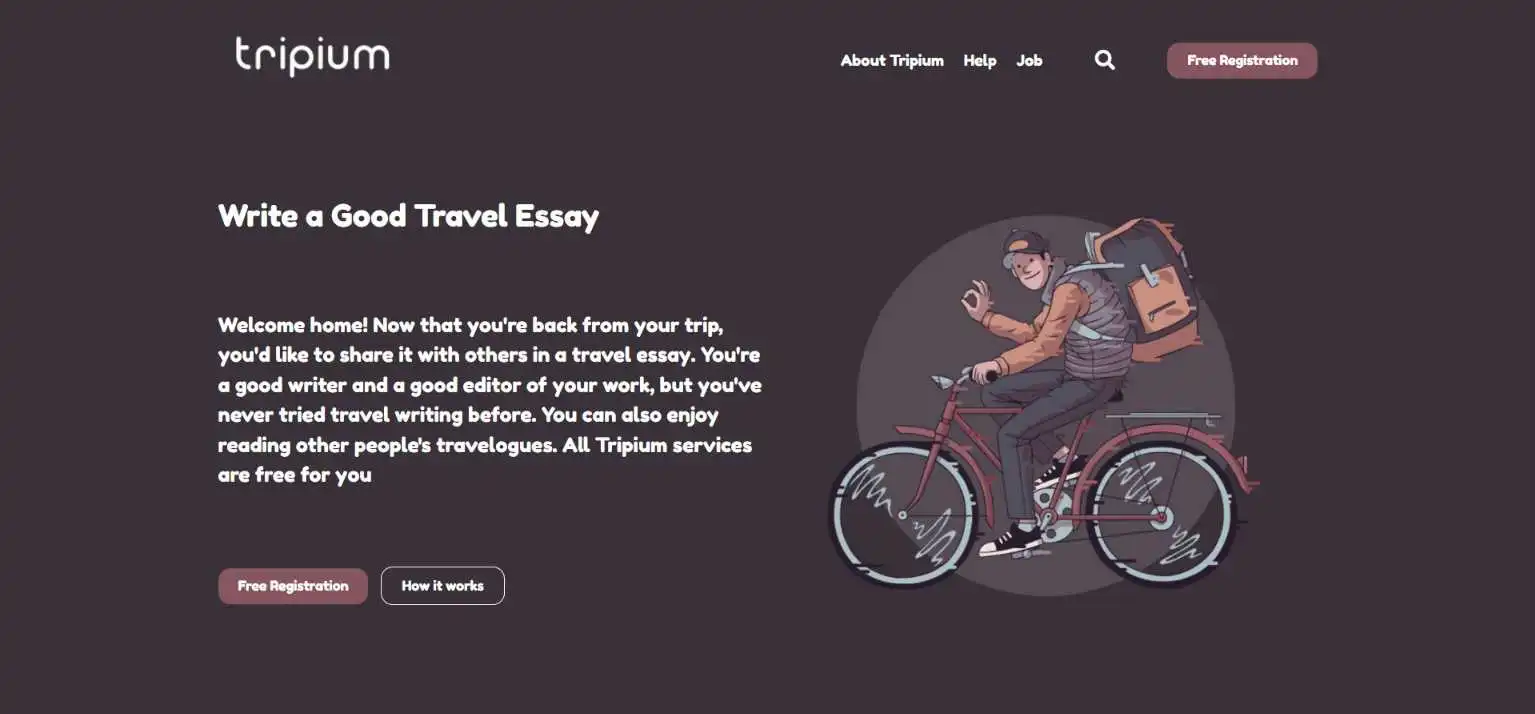 tripium
About Tripium
Help
Job
Free Registration
Write a Good Travel Essay
Welcome home! Now that you're back from your trip,
you'd like to share it with others in a travel essay. You're
a good writer and a good editor of your work, but you've
never tried travel writing before. You can also enjoy
reading other people's travelogues. All Tripium services
are free for you
Free Registration
How it works